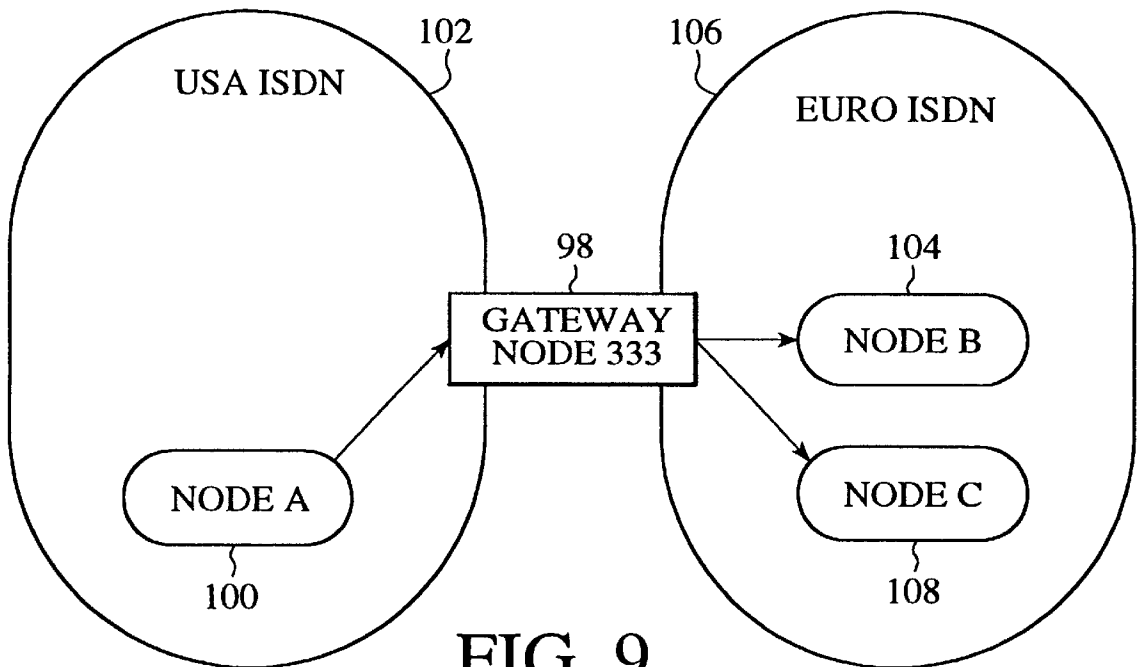 102
106
USA ISDN
EURO ISDN
98
104
GATEWAY
NODE 333
NODE B
NODE A
NODE C
100
108
FIG. 9